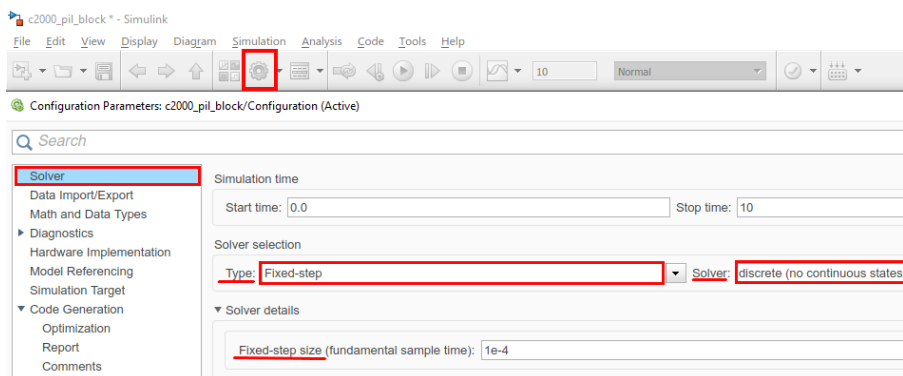 c2000_pil_block * - Simulink
File Edit View Display Diagram Simulation Analysis Code Tools Help
10 Normal
Configuration Parameters: c2000_pil_block/Configuration (Active)
Search
Solver
Data Import/Export
Math and Data Types
Diagnostics
Hardware Implementation
Model Referencing
Simulation Target
Code Generation
Optimization
Report
Comments
Simulation time
Start time: 0.0 Stop time: 10
Solver selection
Type: Fixed-step Solver: discrete (no continuous states
Solver details
Fixed-step size (fundamental sample time): 1e-4